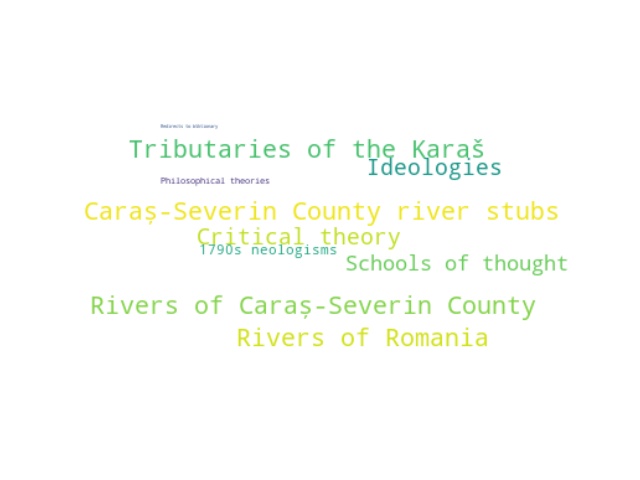 Redirects to Wiktionary
Tributaries of the Karaš
Ideologies
Philosophical theories
Caraș-Severin County river stubs
Critical theory
1790s neologisms
Schools of thought
Rivers of Caraș-Severin County
Rivers of Romania